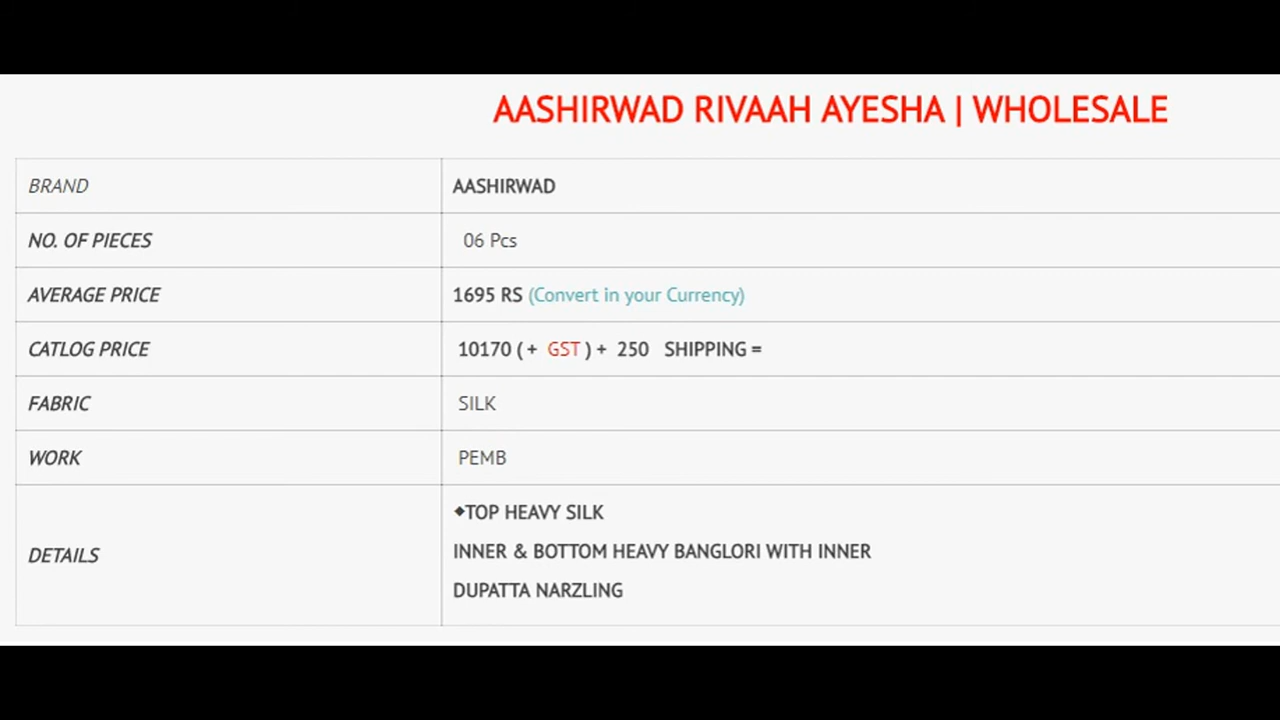 AASHIRWAD RIVAAH AYESHA | WHOLESALE
BRAND AASHIRWAD
NO. OF PIECES 06 Pcs
AVERAGE PRICE 1695 RS (Convert in your Currency)
CATLOG PRICE 10170 ( + GST ) + 250 SHIPPING =
FABRIC SILK
WORK PEMB
◆TOP HEAVY SILK
DETAILS INNER & BOTTOM HEAVY BANGLORI WITH INNER
DUPATTA NARZLING